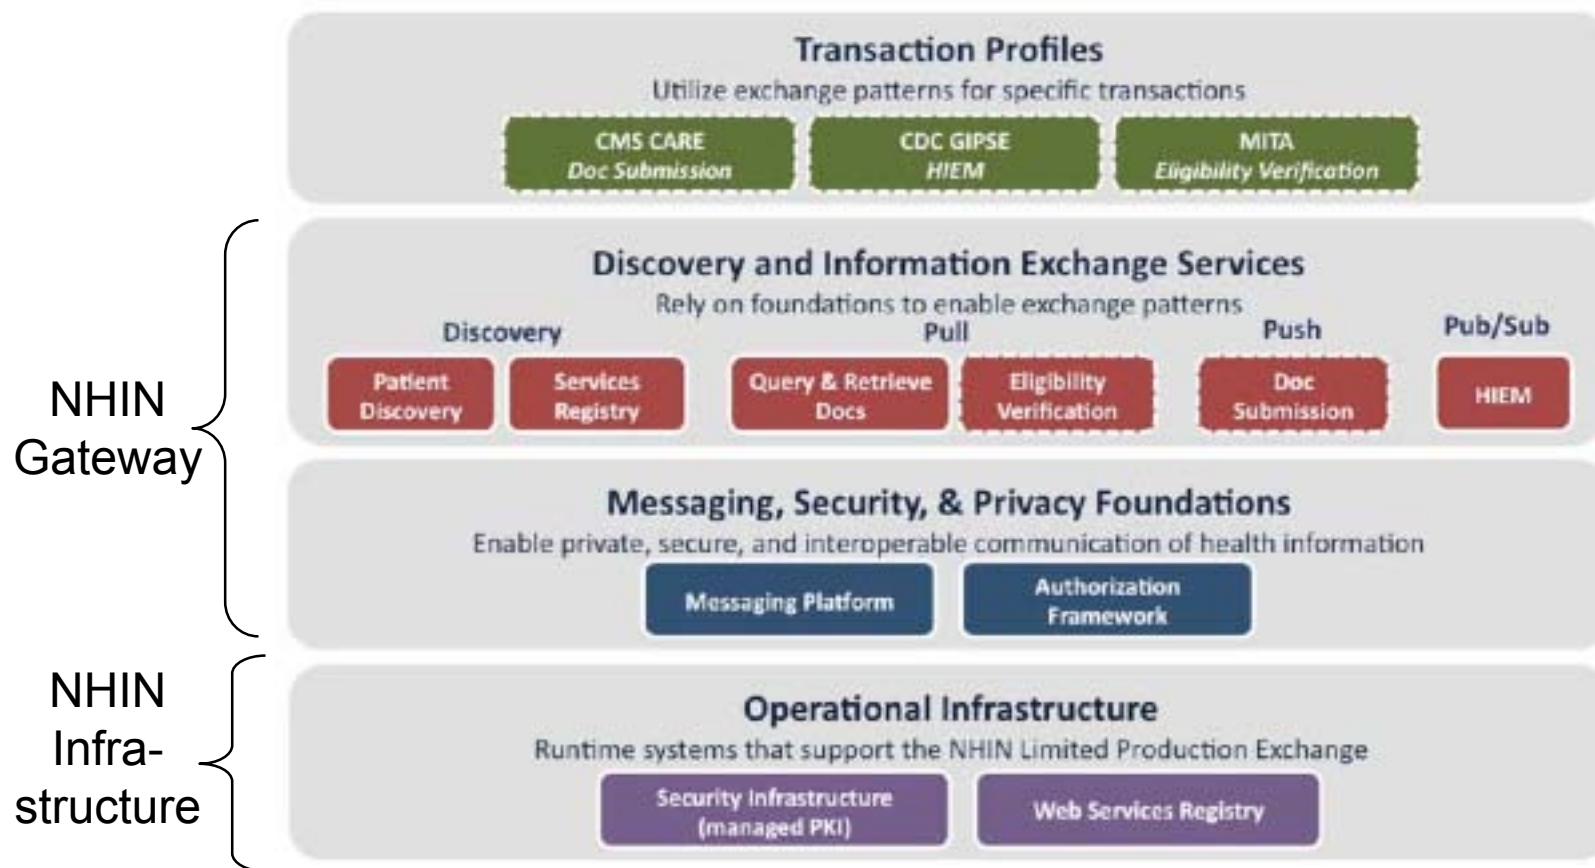 Transaction Profiles
Utilize exchange patterns for specific transactions
CMS CARE
Doc Submission
CDC GIPSE
HIEM
MITA
Eligibility Verification
NHIN
Gateway
Discovery and Information Exchange Services
Rely on foundations to enable exchange patterns
Discovery
Pull
Push
Pub/Sub
Patient
Discovery
Services
Registry
Query & Retrieve
Docs
Eligibility
Verification
Doc
Submission
HIEM
Messaging, Security, & Privacy Foundations
Enable private, secure, and interoperable communication of health information
Messaging Platform
Authorization
Framework
NHIN
Infra-
structure
Operational Infrastructure
Runtime systems that support the NHIN Limited Production Exchange
Security Infrastructure
(managed PKI)
Web Services Registry